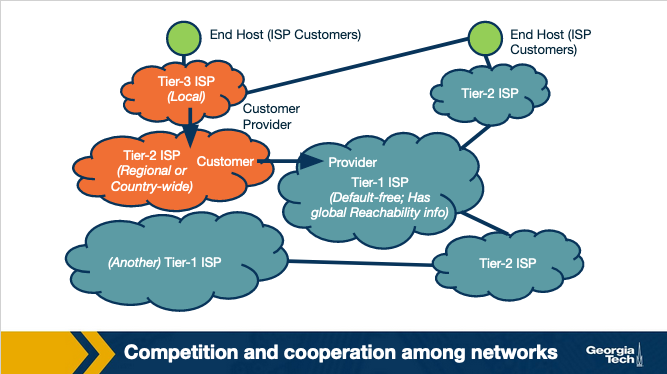 End Host (ISP Customers)
End Host (ISP
Customers)
Tier-3 ISP
(Local)
Tier-2 ISP
Customer
Provider
Tier-2 ISP
(Regional or
Country-wide)
Customer
Provider
Tier-1 ISP
(Default-free; Has
global Reachability info)
(Another) Tier-1 ISP
Tier-2 ISP
Competition and cooperation among networks
Georgia
Tech